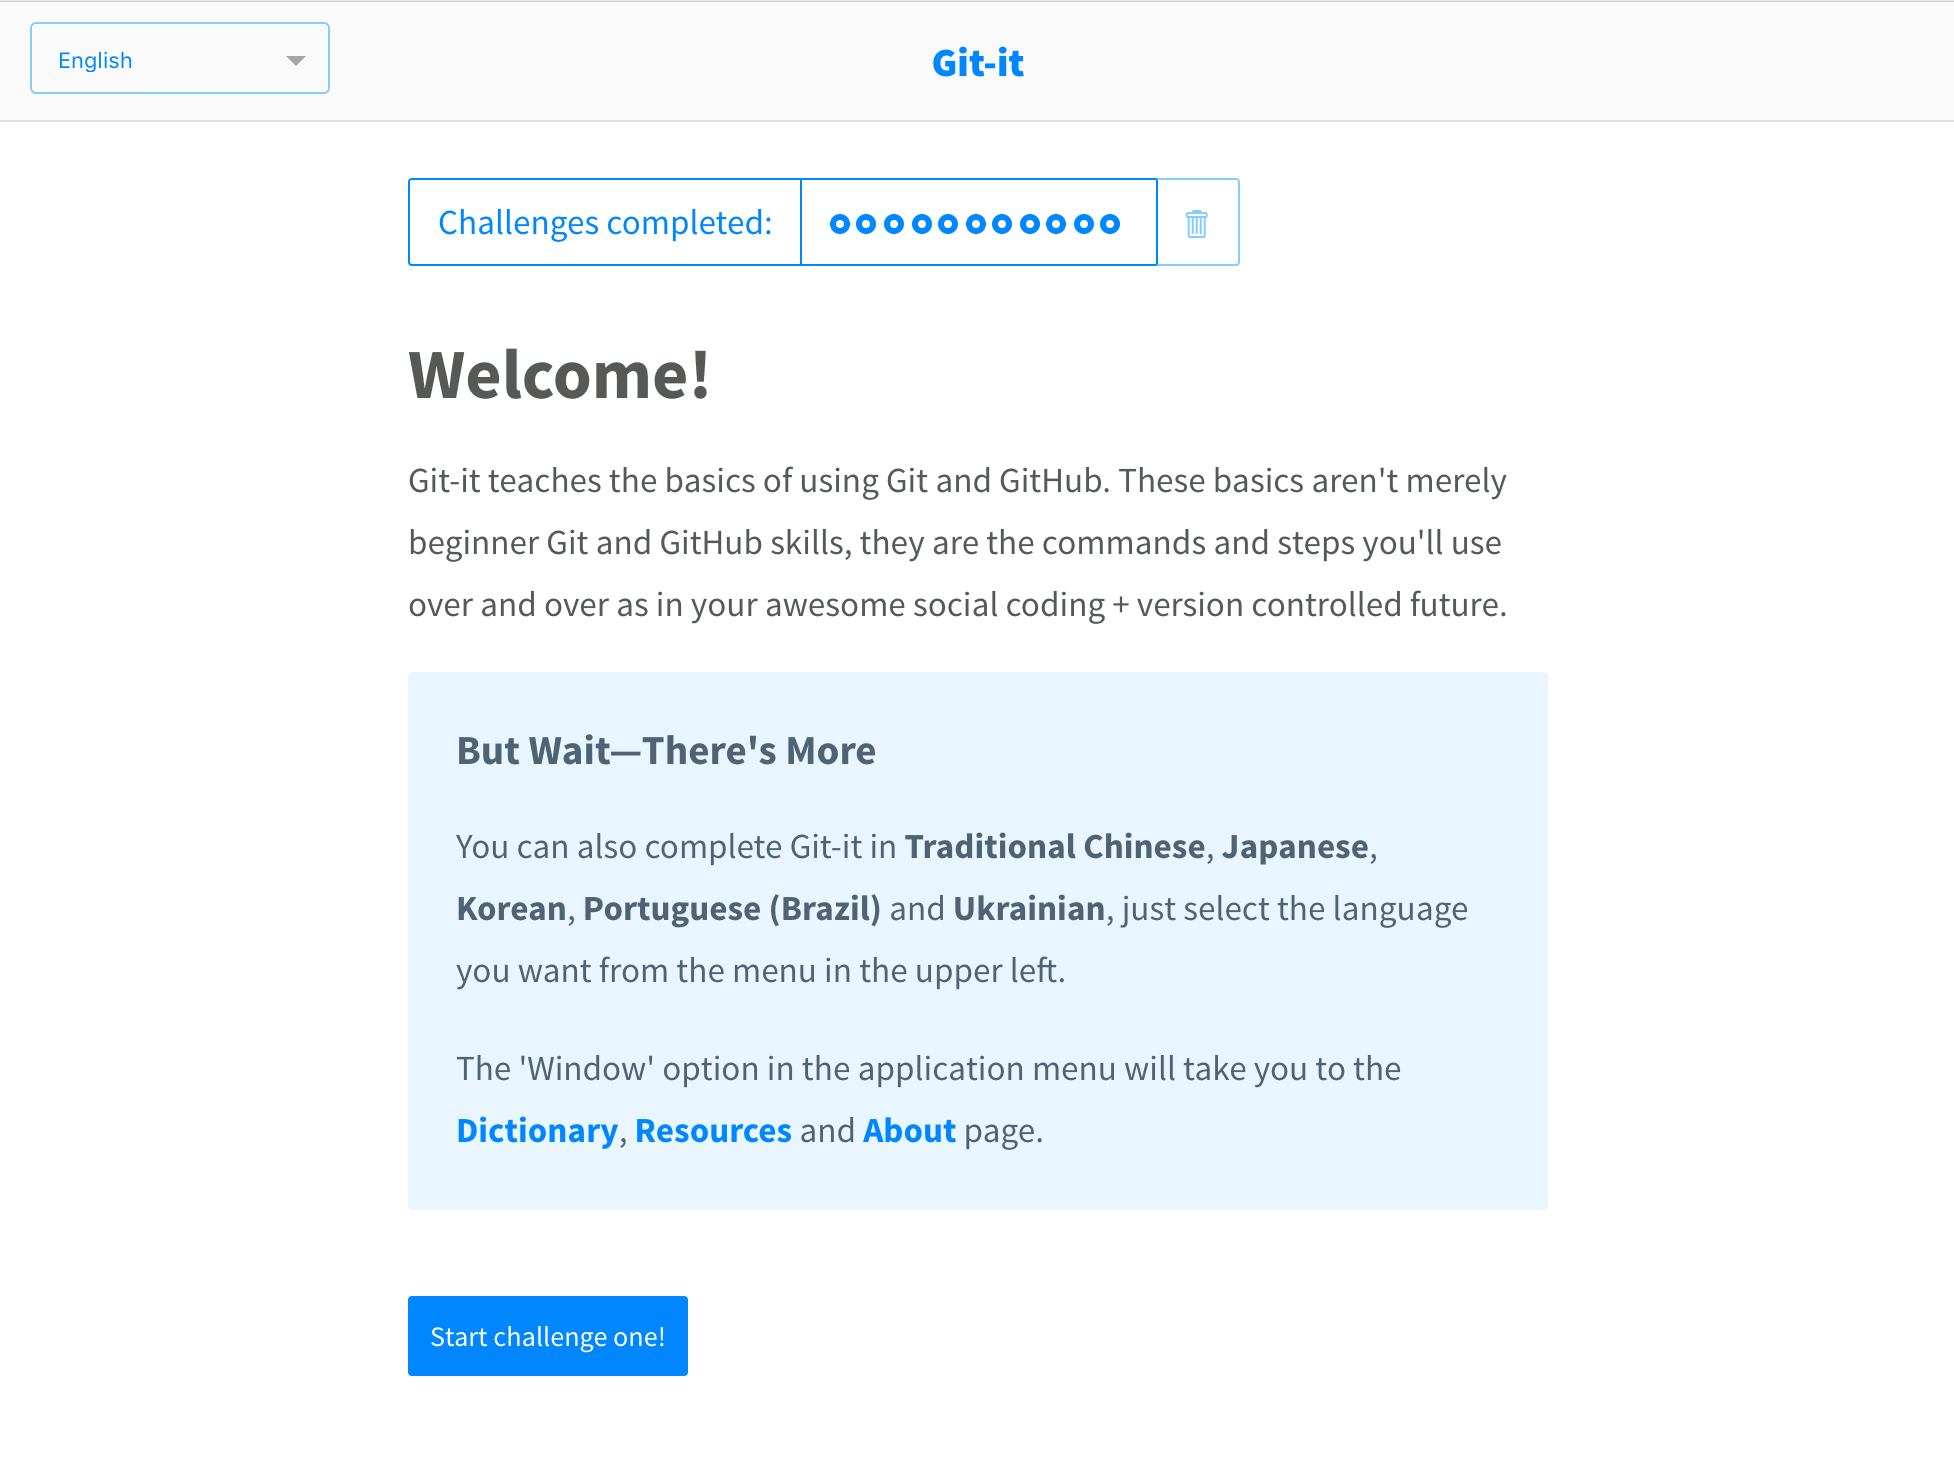 English
Git-it
Challenges completed:
Welcome!
Git-it teaches the basics of using Git and GitHub. These basics aren't merely
beginner Git and GitHub skills, they are the commands and steps you'll use
over and over as in your awesome social coding + version controlled future.
But Wait—There's More
You can also complete Git-it in Traditional Chinese, Japanese,
Korean, Portuguese (Brazil) and Ukrainian, just select the language
you want from the menu in the upper left.
The 'Window' option in the application menu will take you to the
Dictionary, Resources and About page.
Start challenge one!